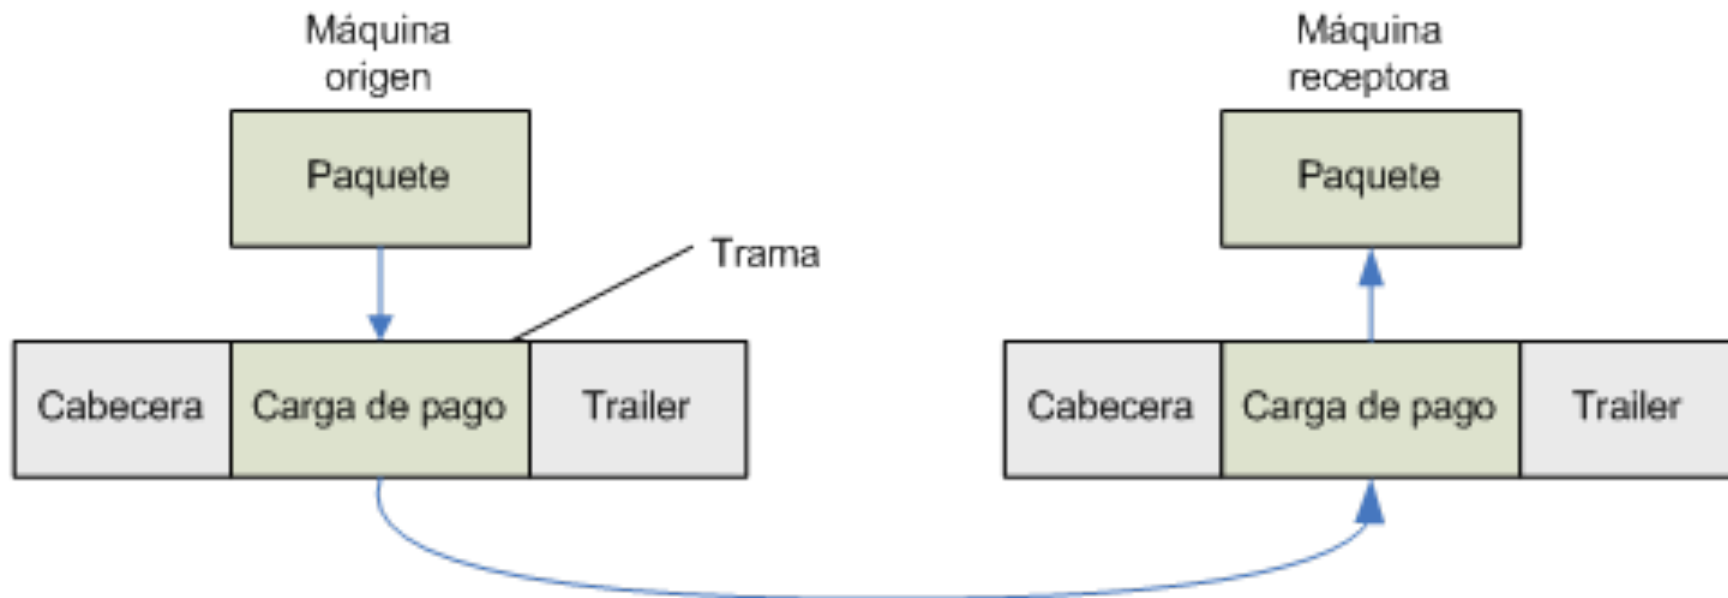 Máquina
origen
Máquina
receptora
Paquete
Paquete
Trama
Cabecera
Carga de pago
Trailer
Cabecera
Carga de pago
Trailer